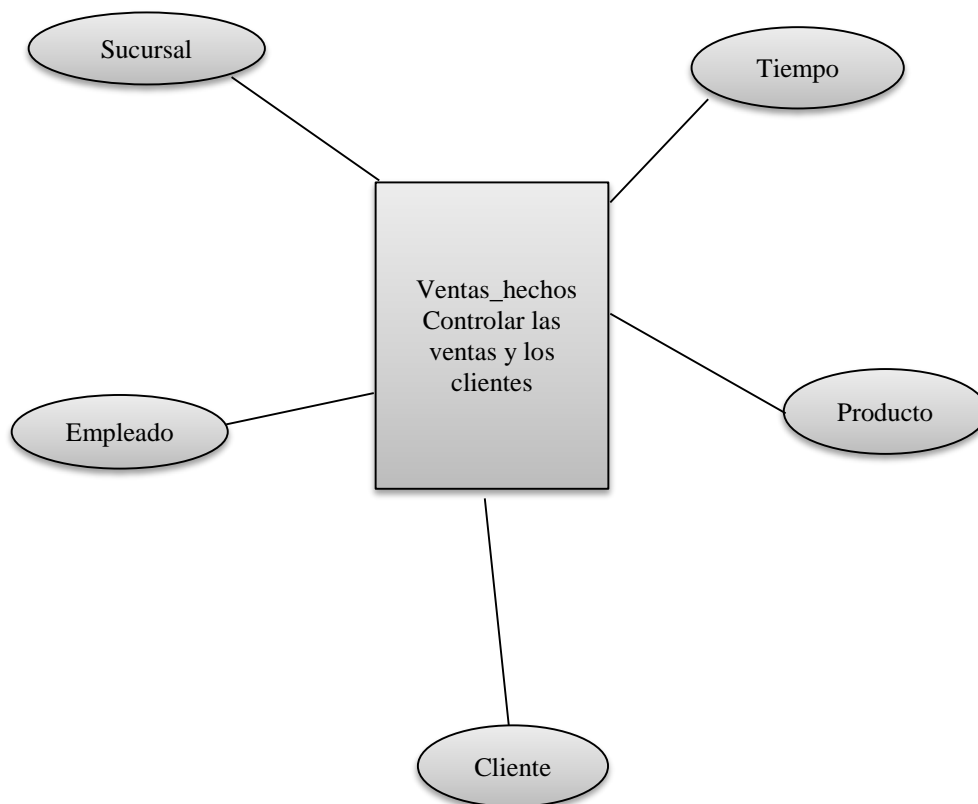 Sucursal
Tiempo
Ventas_hechos
Controlar las
ventas y los
clientes
Producto
Empleado
Cliente